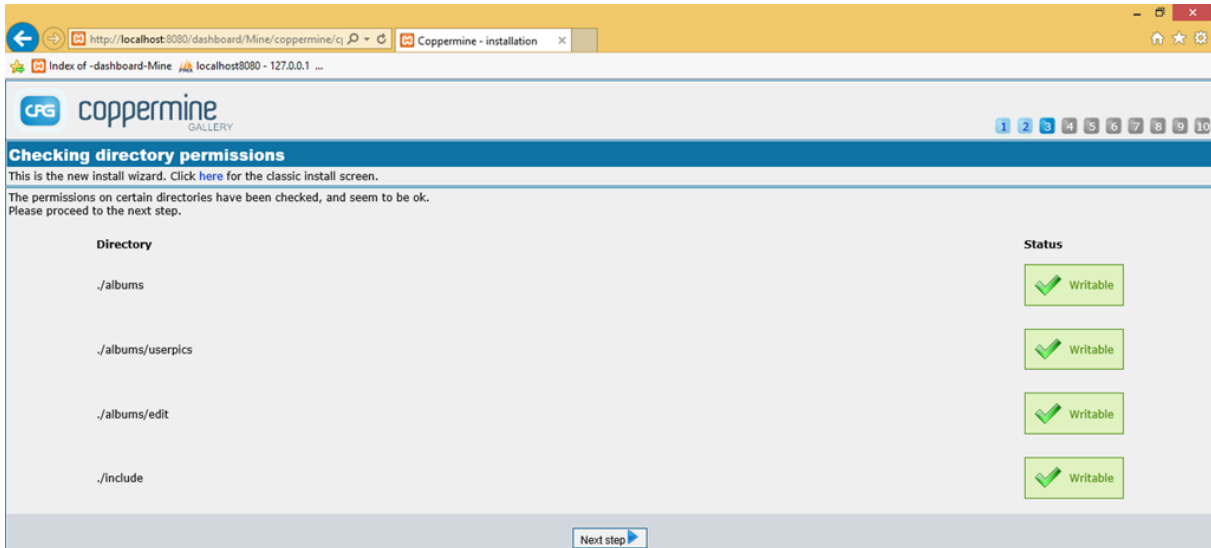 http://localhost:8080/dashboard/Mine/coppermine/c
Coppermine - installation
Index of -dashboard-Mine
localhost8080 - 127.0.0.1 ...
CPG
coppermine
GALLERY
1 2 3 4 5 6 7 8 9 10
Checking directory permissions
This is the new install wizard. Click here for the classic install screen.
The permissions on certain directories have been checked, and seem to be ok.
Please proceed to the next step.
Directory Status
./albums Writable
./albums/userpics Writable
./albums/edit Writable
./include Writable
Next step